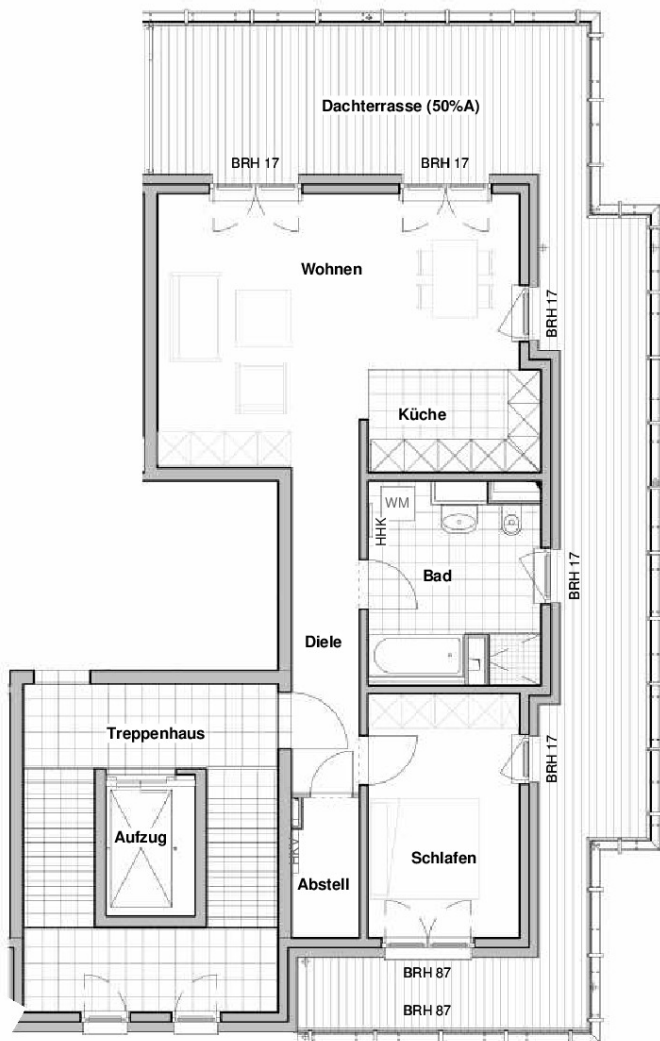 Dachterrasse (50%A)
BRH 17
BRH 17
Wohnen
BRH 17
Küche
WM
HHK
Bad
BRH 17
Diele
Treppenhaus
BRH 17
Aufzug
HKV
Schlafen
Abstell
BRH 87
BRH 87